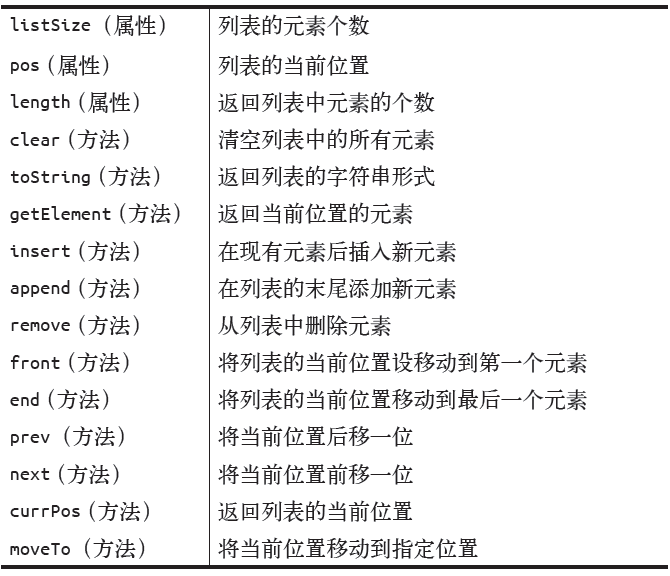 listSize（属性） 列表的元素个数
pos（属性） 列表的当前位置
length（属性） 返回列表中元素的个数
clear（方法） 清空列表中的所有元素
toString（方法） 返回列表的字符串形式
getElement（方法） 返回当前位置的元素
insert（方法） 在现有元素后插入新元素
append（方法） 在列表的末尾添加新元素
remove（方法） 从列表中删除元素
front（方法） 将列表的当前位置设移动到第一个元素
end（方法） 将列表的当前位置移动到最后一个元素
prev（方法） 将当前位置后移一位
next（方法） 将当前位置前移一位
currPos（方法） 返回列表的当前位置
moveTo（方法） 将当前位置移动到指定位置